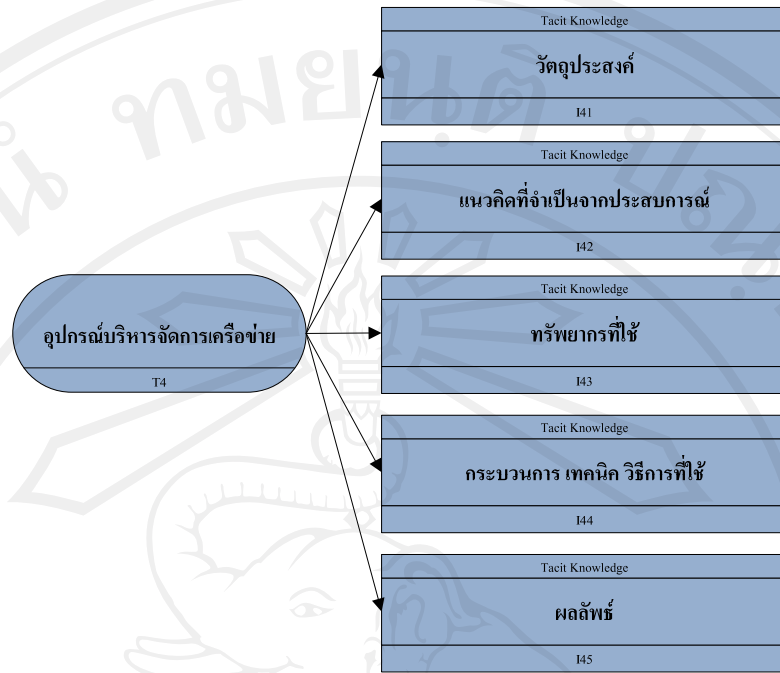 Tacit Knowledge
วัตถุประสงค์
I41
Tacit Knowledge
แนวคิดที่จำเป็นจากประสบการณ์
I42
อุปกรณ์บริหารจัดการเครือข่าย
T4
Tacit Knowledge
ทรัพยากรที่ใช้
I43
Tacit Knowledge
กระบวนการ เทคนิค วิธีการที่ใช้
I44
Tacit Knowledge
ผลลัพธ์
I45